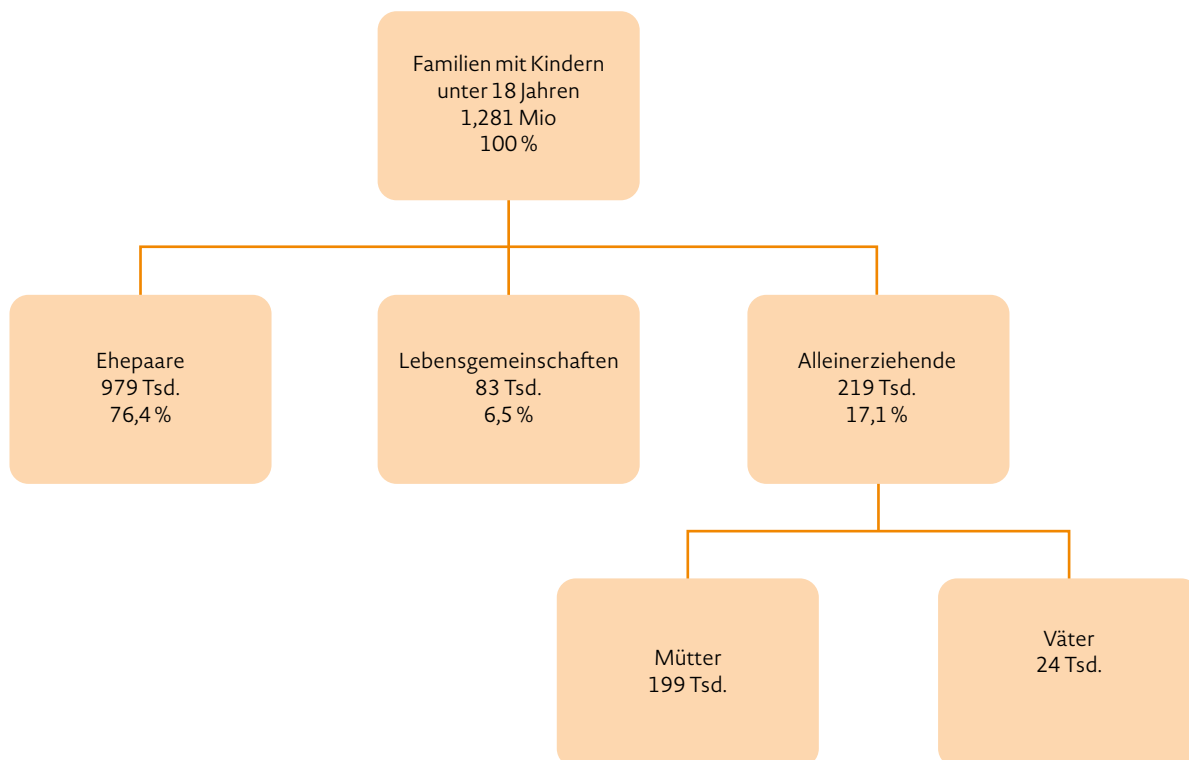 Familien mit Kindern
unter 18 Jahren
1,281 Mio
100 %
Ehepaare
979 Tsd.
76,4 %
Lebensgemeinschaften
83 Tsd.
6,5 %
Alleinerziehende
219 Tsd.
17,1 %
Mütter
199 Tsd.
Väter
24 Tsd.